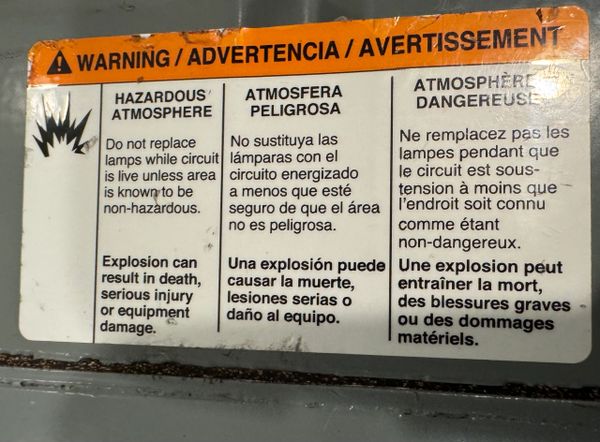 WARNING / ADVERTENCIA / AVERTISSEMENT
HAZARDOUS
ATMOSPHERE
Do not replace
lamps while circuit
is live unless area
is known to be
non-hazardous.
Explosion can
result in death,
serious injury
or equipment
damage.
ATMOSFERA
PELIGROSA
No sustituya las
lámparas con el
circuito energizado
a menos que esté
seguro de que el área
no es peligrosa.
Una explosión puede
causar la muerte,
lesiones serias o
daño al equipo.
ATMOSPHÈRE
DANGEREUSE
Ne remplacez pas les
lampes pendant que
le circuit est sous-
tension à moins que
l'endroit soit connu
comme étant
non-dangereux.
Une explosion peut
entraîner la mort,
des blessures graves
ou des dommages
matériels.